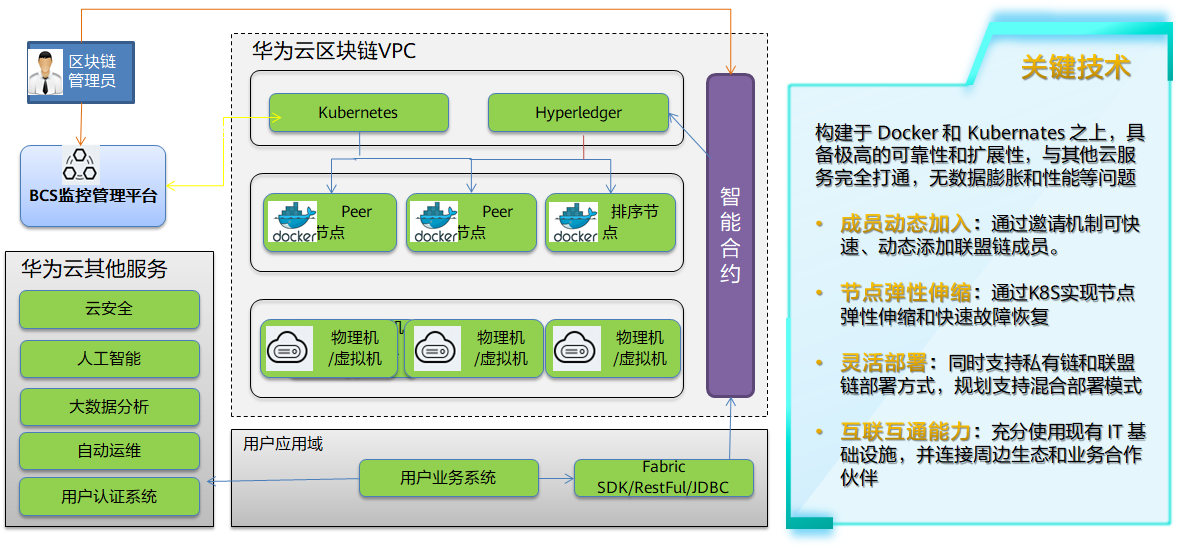 区块链
管理员
BCS监控管理平台
华为云其他服务
云安全
人工智能
大数据分析
自动运维
用户认证系统
华为云区块链VPC
Kubernetes
Hyperledger
docker
Peer
节点
docker
Peer
节点
docker
排序节
点
物理机
/虚拟机
物理机
/虚拟机
物理机
/虚拟机
智能合约
用户应用域
用户业务系统
Fabric
SDK/RestFul/JDBC
关键技术
构建于 Docker 和 Kubernates 之上，具
备极高的可靠性和扩展性，与其他云服
务完全打通，无数据膨胀和性能等问题
• 成员动态加入：通过邀请机制可快
速、动态添加联盟链成员。
• 节点弹性伸缩：通过K8S实现节点
弹性伸缩和快速故障恢复
• 灵活部署：同时支持私有链和联盟
链部署方式，规划支持混合部署模式
• 互联互通能力：充分使用现有 IT 基
础设施，并连接周边生态和业务合作
伙伴